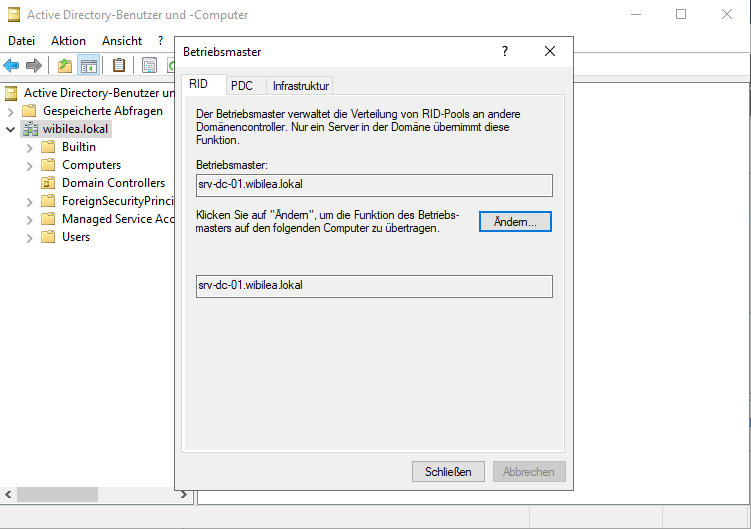 Active Directory-Benutzer und -Computer
Datei Aktion Ansicht ?
Active Directory-Benutzer un
Gespeicherte Abfragen
wibilea.lokal
Builtin
Computers
Domain Controllers
ForeignSecurityPrinci
Managed Service Acc
Users
Betriebsmaster
?
RID PDC Infrastruktur
Der Betriebsmaster verwaltet die Verteilung von RID-Pools an andere
Domänencontroller. Nur ein Server in der Domäne übernimmt diese
Funktion.
Betriebsmaster:
srv-dc-01.wibilea.lokal
Klicken Sie auf "Ändern", um die Funktion des Betriebs-
masters auf den folgenden Computer zu übertragen.
Ändern...
srv-dc-01.wibilea.lokal
Schließen Abbrechen